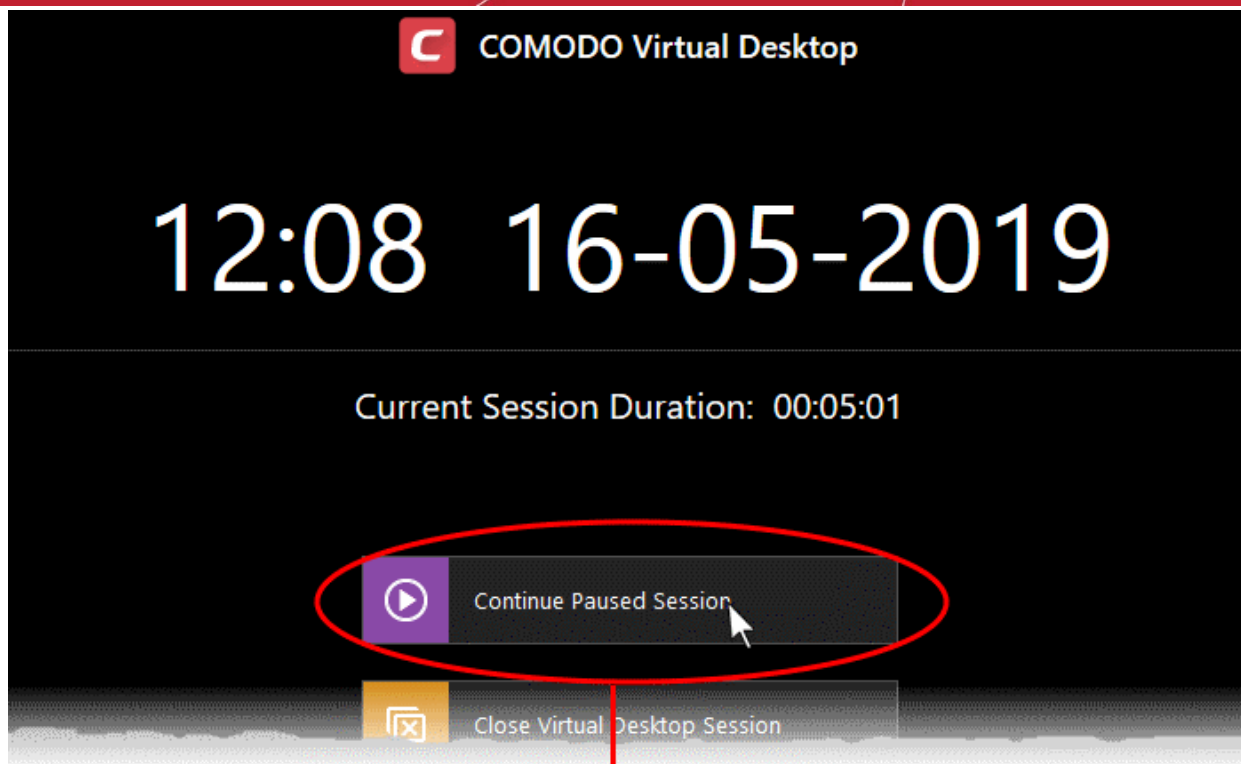 COMODO Virtual Desktop
12:08 16-05-2019
Current Session Duration: 00:05:01
Continue Paused Session
Close Virtual Desktop Session